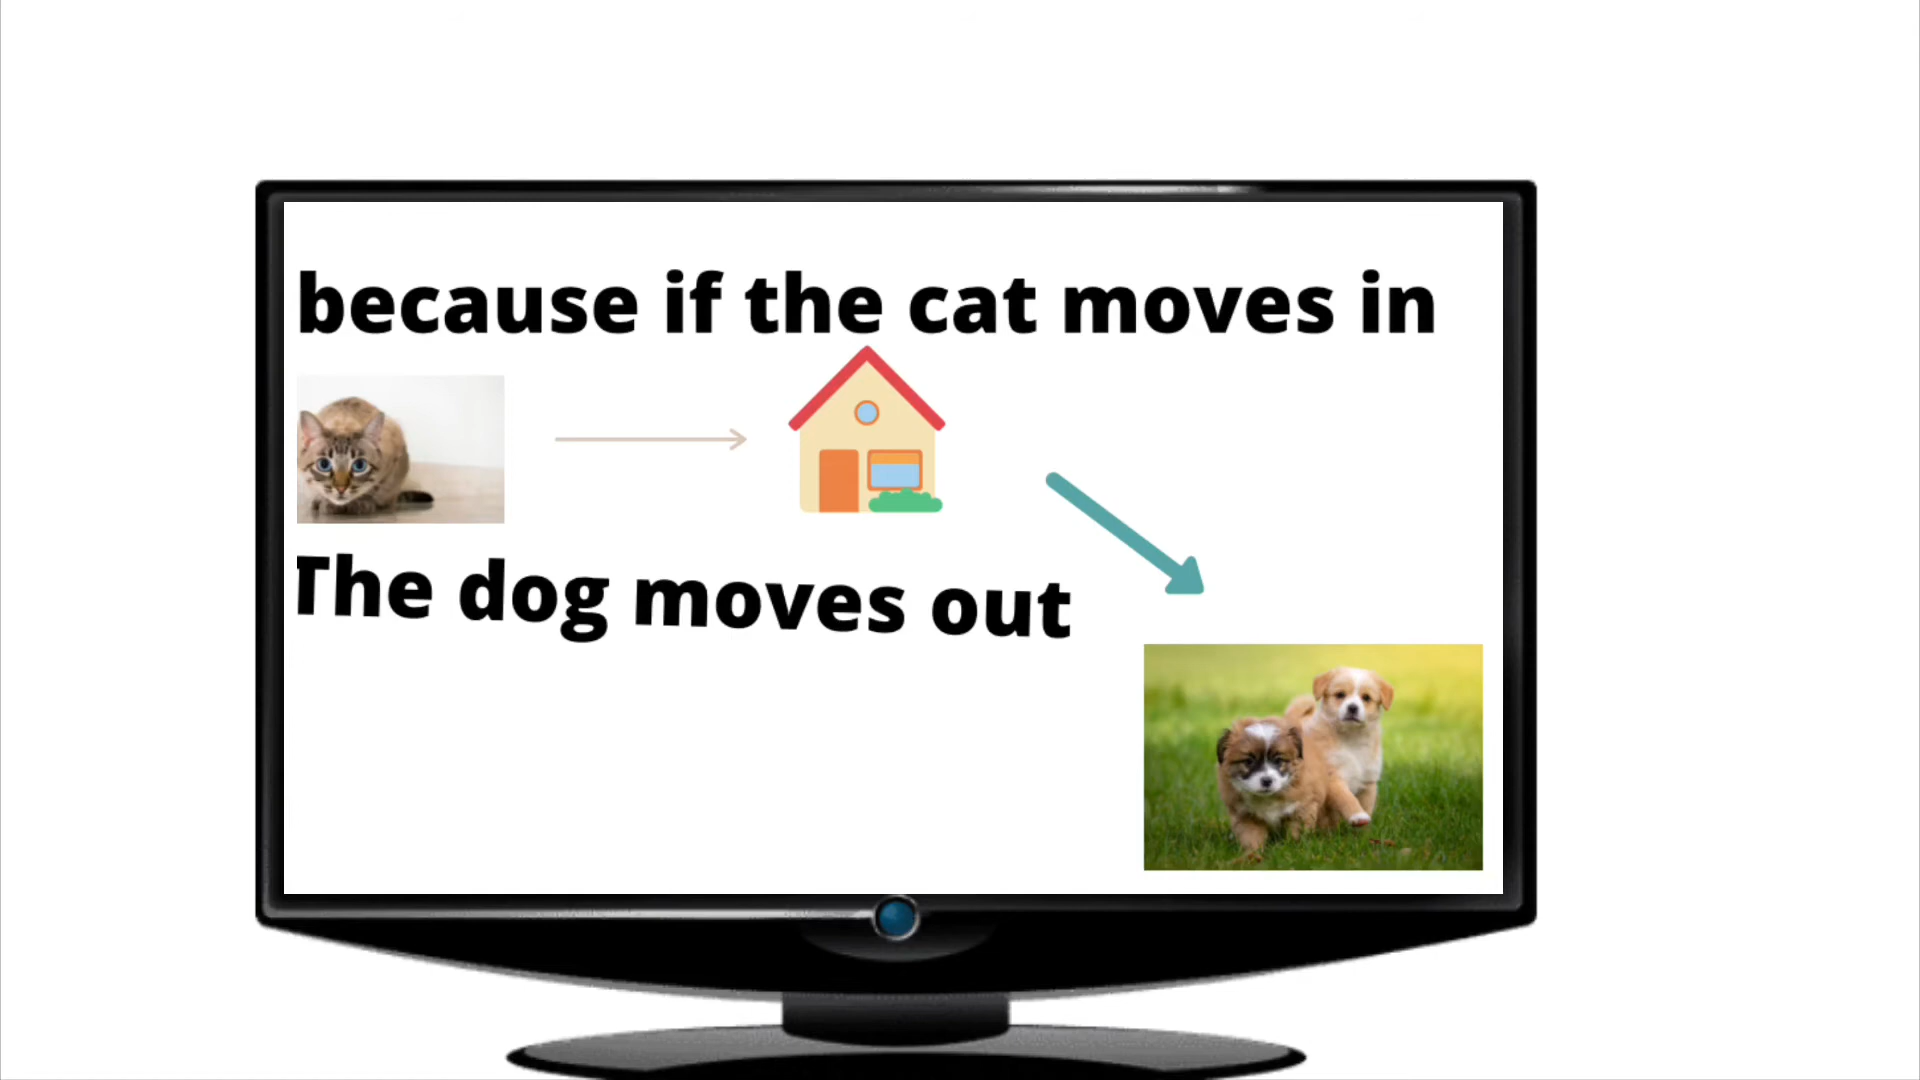 because if the cat moves in
The dog moves out